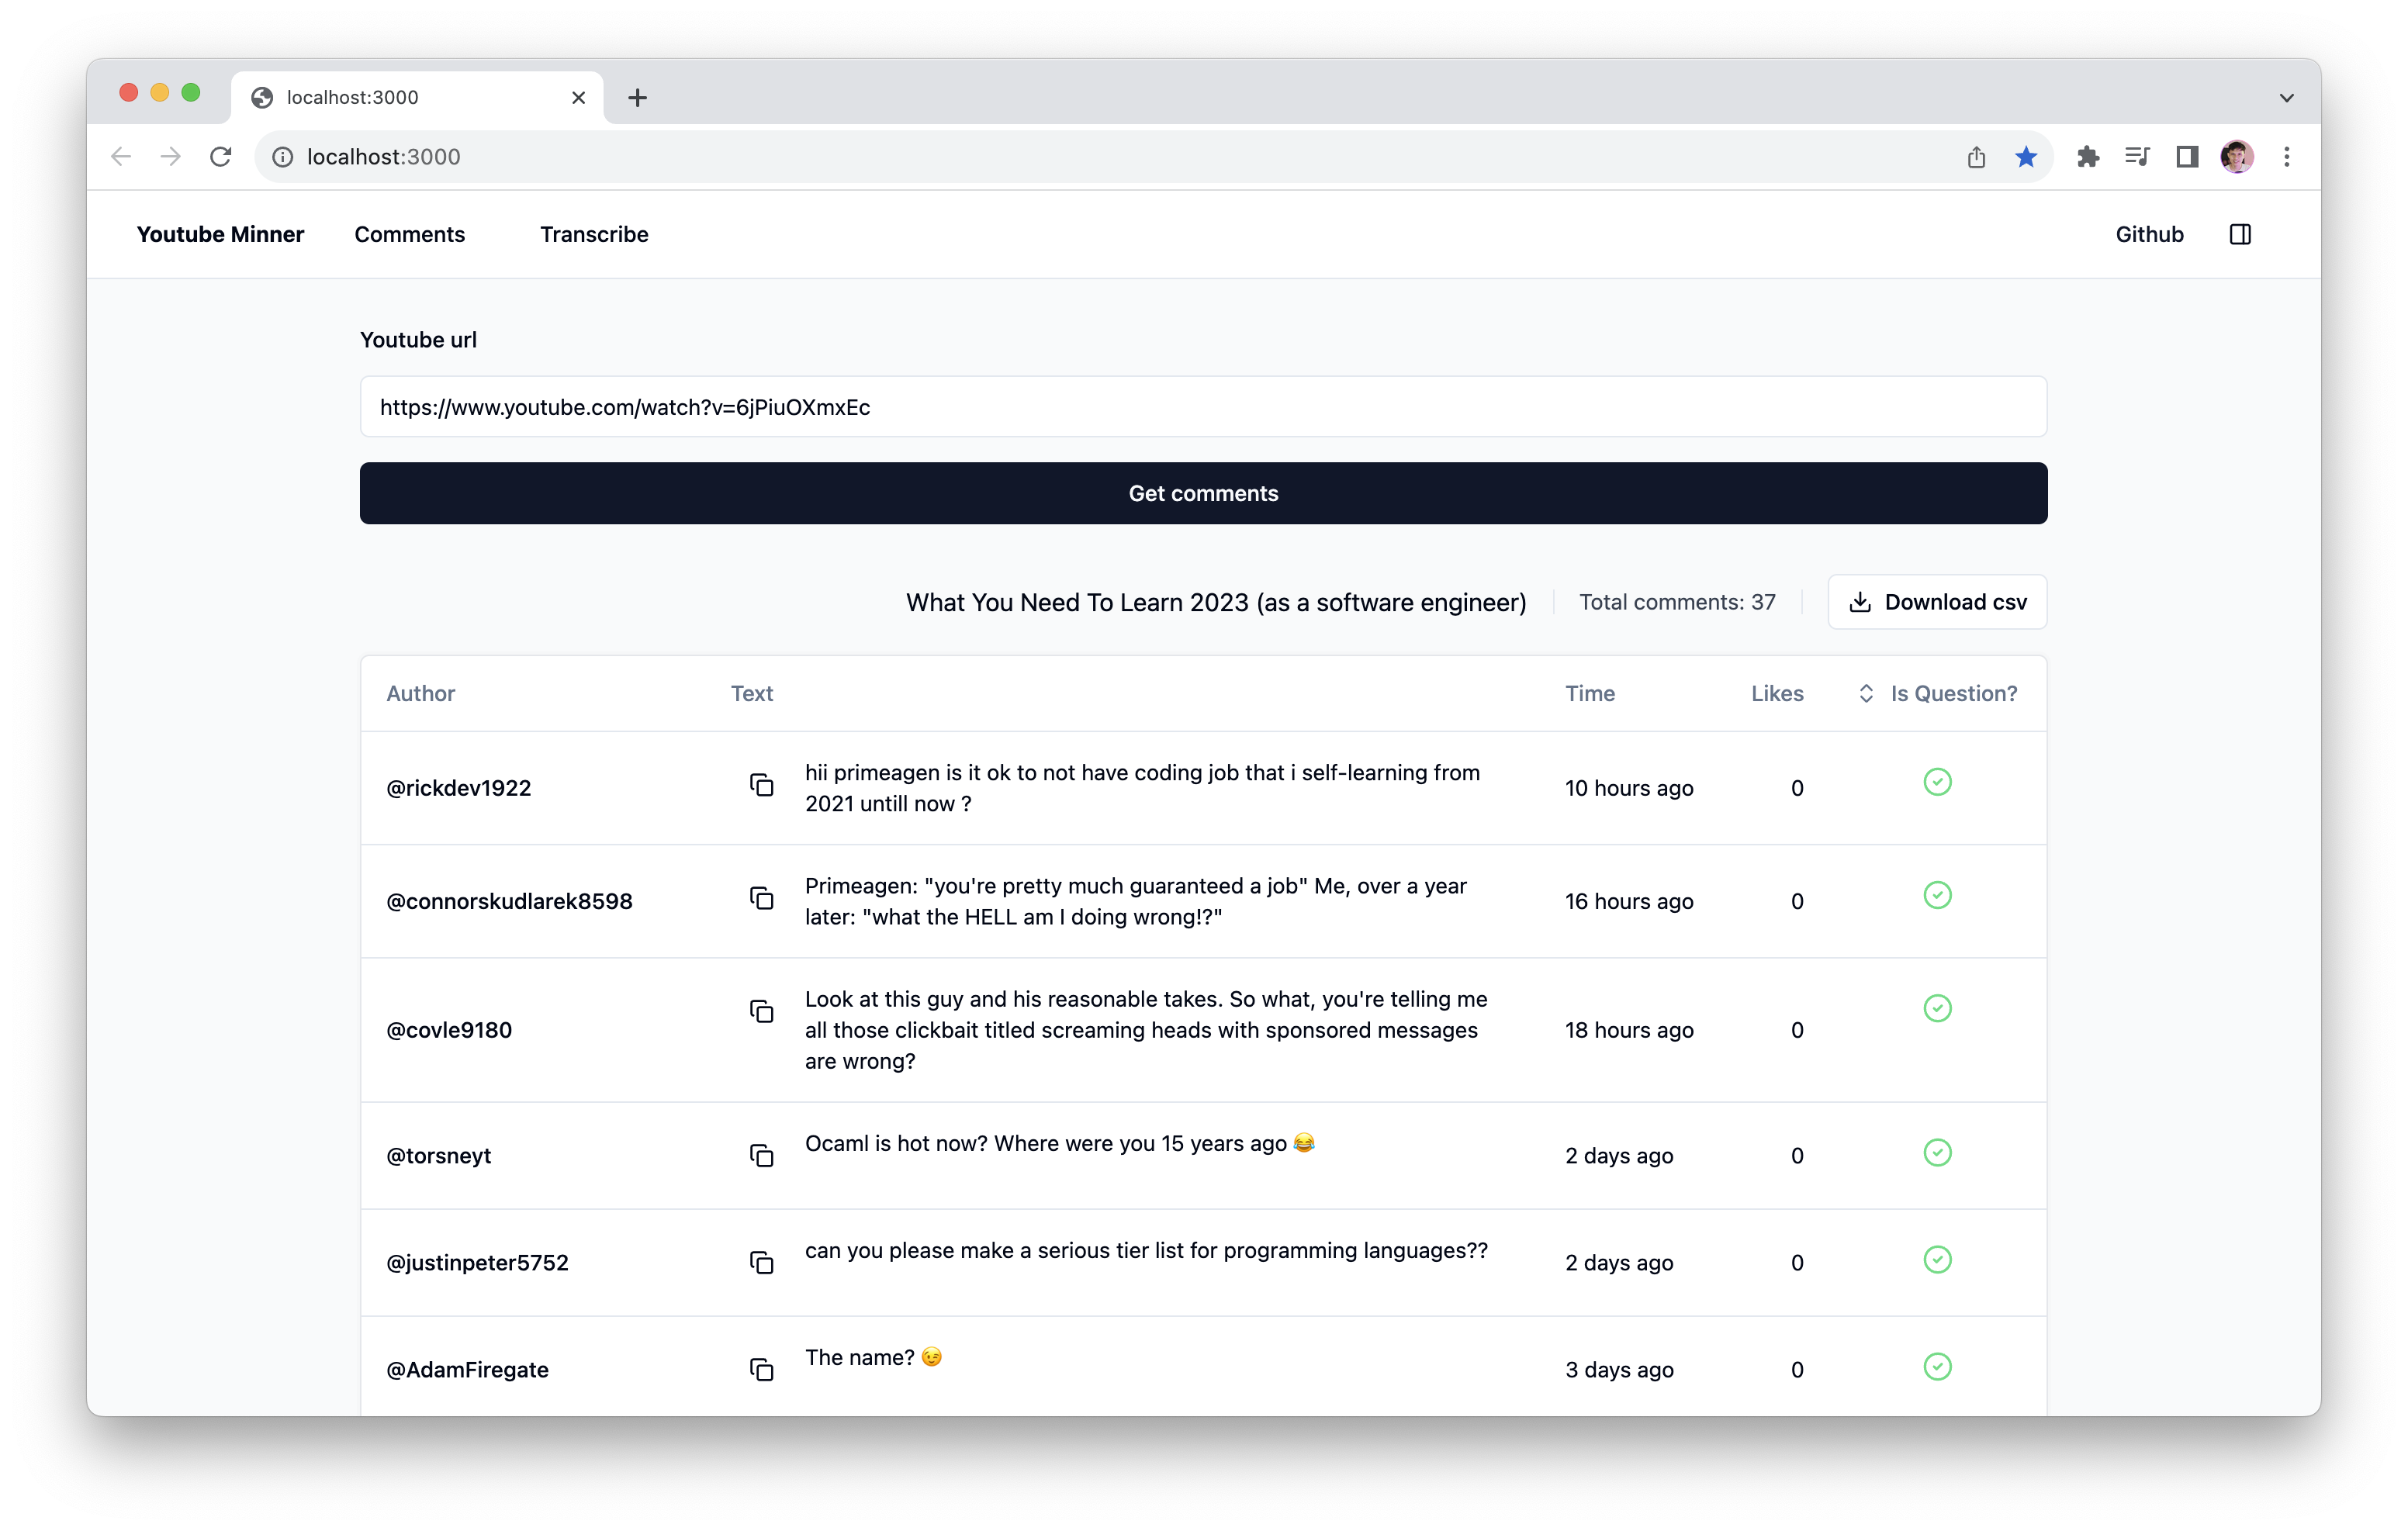 localhost:3000
localhost:3000
Youtube Minner Comments Transcribe Github
Youtube url
https://www.youtube.com/watch?v=6jPiuOXmxEc
Get comments
What You Need To Learn 2023 (as a software engineer) Total comments: 37 Download csv
Author Text Time Likes Is Question?
@rickdev1922 hii primeagen is it ok to not have coding job that i self-learning from
2021 untill now ? 10 hours ago 0
@connorskudlarek8598 Primeagen: "you're pretty much guaranteed a job" Me, over a year
later: "what the HELL am I doing wrong!?" 16 hours ago 0
@covle9180 Look at this guy and his reasonable takes. So what, you're telling me
all those clickbait titled screaming heads with sponsored messages 18 hours ago 0
are wrong?
@torsneyt Ocaml is hot now? Where were you 15 years ago 😂 2 days ago 0
@justinpeter5752 can you please make a serious tier list for programming languages?? 2 days ago 0
@AdamFiregate The name? 😉 3 days ago 0